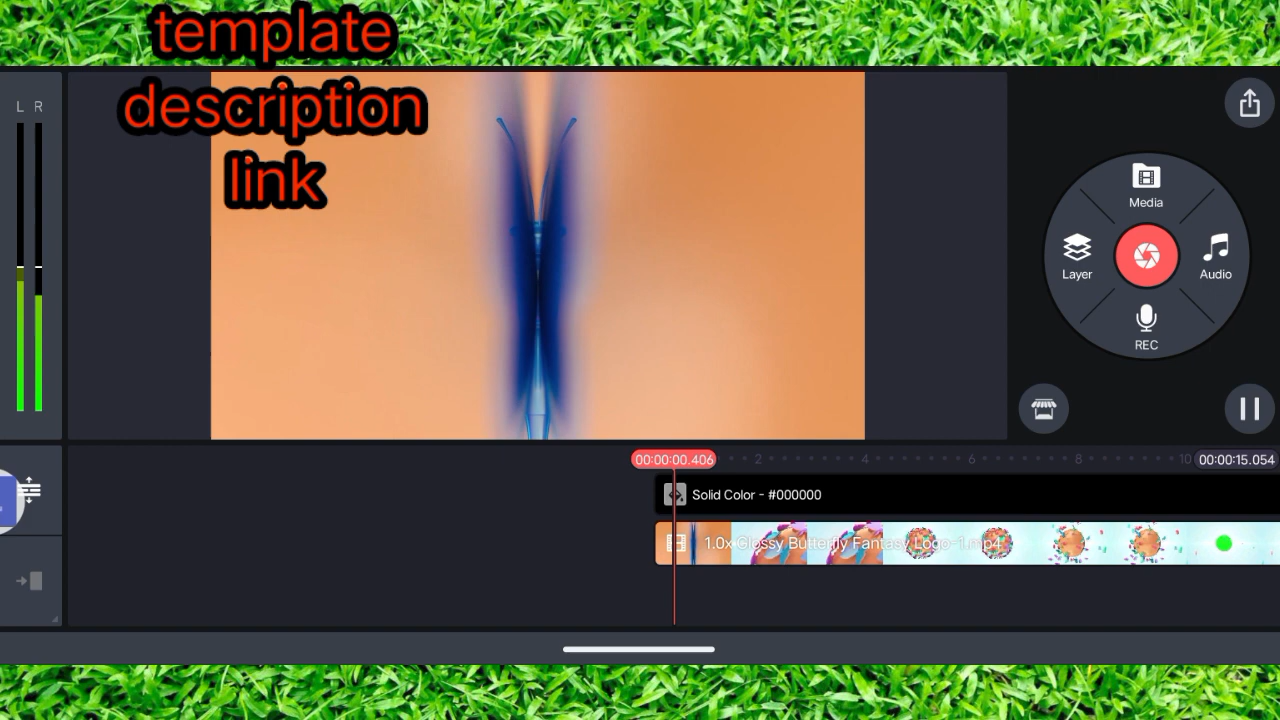 template
description
link
L R
Media
Layer
Audio
REC
00:00:00.406
2
4
6
8
10
00:00:15.054
Solid Color - #000000
1.0x Glossy Butterfly Fantasy Logo-1.mp4